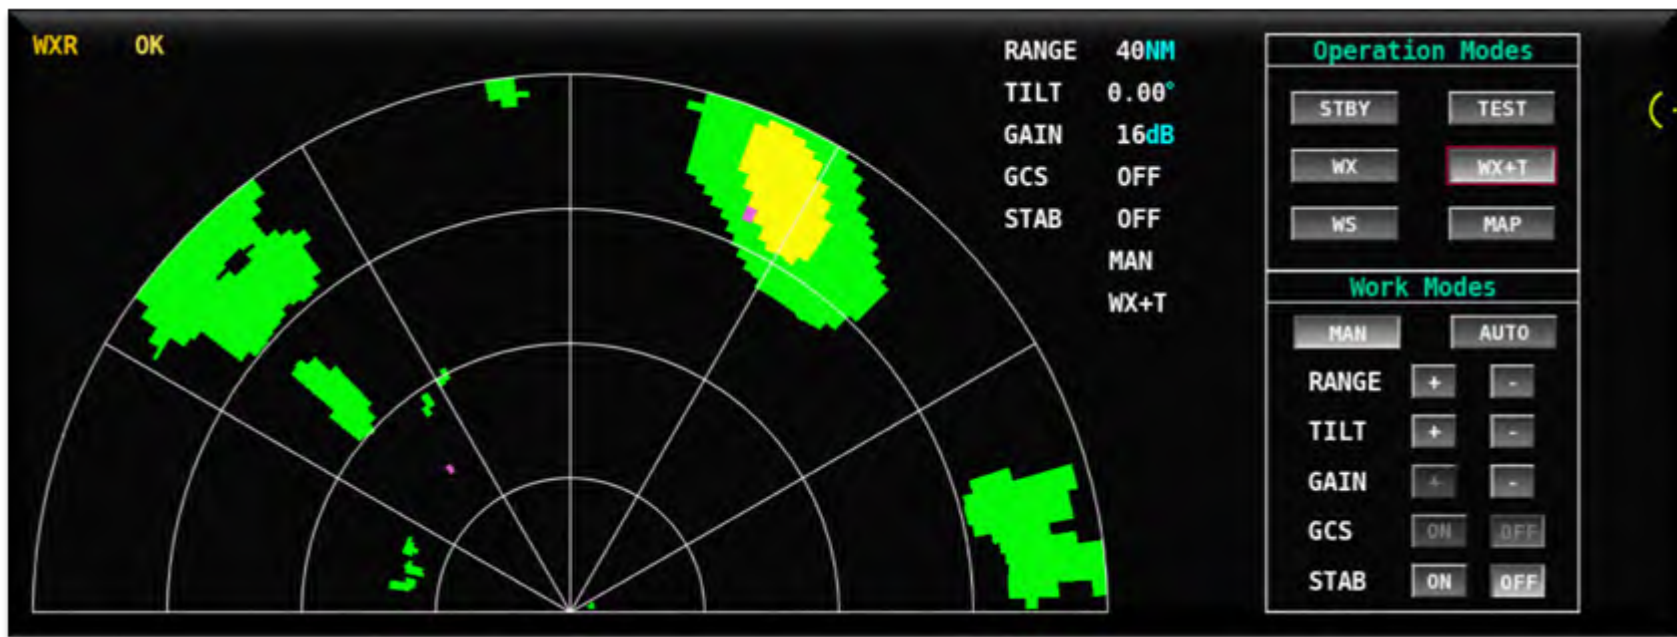 WXR OK
RANGE 40NM
TILT 0.00°
GAIN 16dB
GCS OFF
STAB OFF
MAN
WX+T
Operation Modes
STBY TEST
WX WX+T
WS MAP
Work Modes
MAN AUTO
RANGE + -
TILT + -
GAIN + -
GCS ON OFF
STAB ON OFF